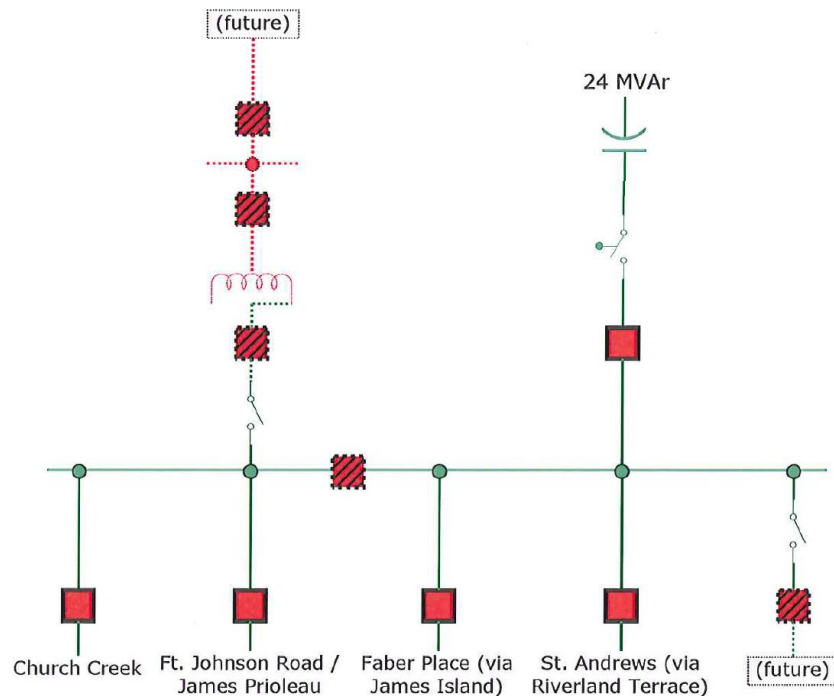 (future)
24 MVAr
Church Creek
Ft. Johnson Road /
James Prioleau
Faber Place (via
James Island)
St. Andrews (via
Riverland Terrace)
(future)